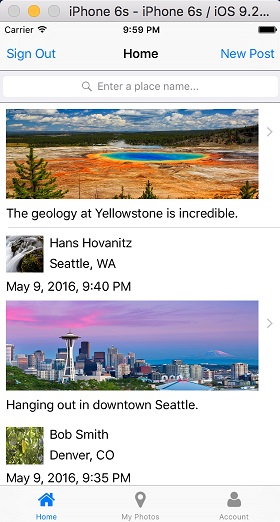 iPhone 6s - iPhone 6s / iOS 9.2...
Carrier 9:59 PM
Sign Out Home New Post
Enter a place name...
The geology at Yellowstone is incredible.
Hans Hovanitz
Seattle, WA
May 9, 2016, 9:40 PM
Hanging out in downtown Seattle.
Bob Smith
Denver, CO
May 9, 2016, 9:35 PM
Home My Photos Account